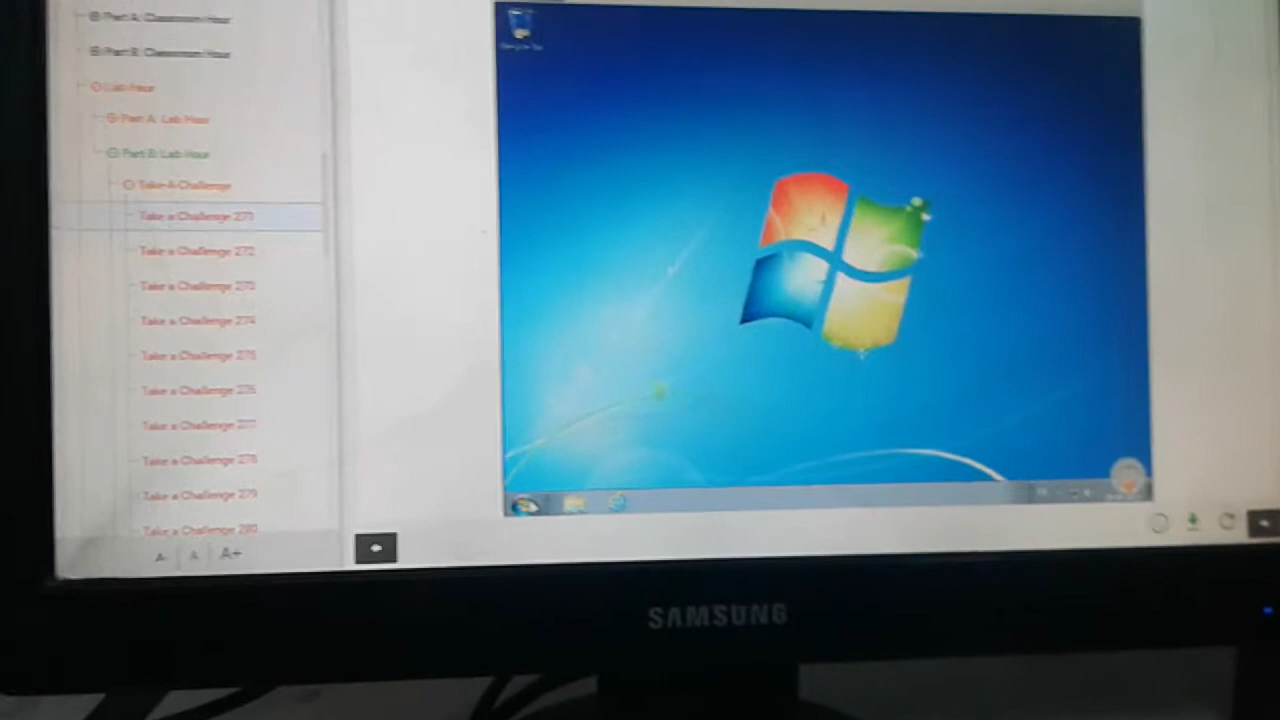 Part A: Classroom Hour
Part B: Classroom Hour
Lab Hour
Part A: Lab Hour
Part B: Lab Hour
Take A Challenge
Take a Challenge 271
Take a Challenge 272
Take a Challenge 273
Take a Challenge 274
Take a Challenge 275
Take a Challenge 276
Take a Challenge 277
Take a Challenge 278
Take a Challenge 279
Take a Challenge 280
A- A A+
Recycle Bin
SAMSUNG